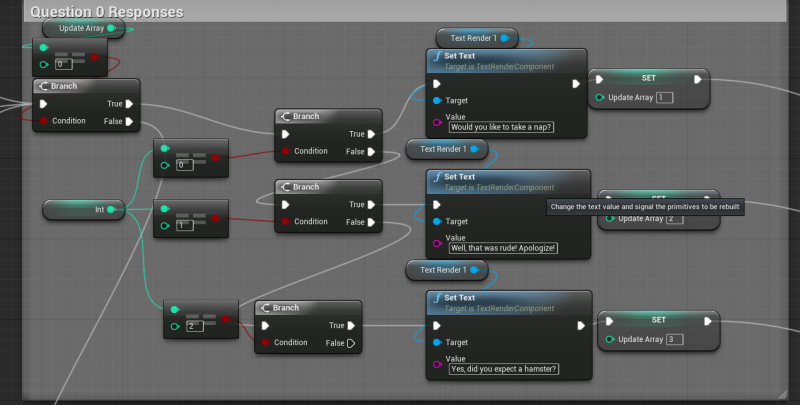 Question 0 Responses
Update Array
0
Branch
True
Condition
False
Text Render 1
Set Text
Target is TextRenderComponent
Target
Value
Would you like to take a nap?
SET
Update Array 1
Branch
True
Condition
False
0
Text Render 1
Int
1
Branch
True
Condition
False
Set Text
Target is TextRenderComponent
Target
Value
Well, that was rude! Apologize!
Change the text value and signal the primitives to be rebuilt
Update Array 2
Text Render 1
2
Branch
True
Condition
False
Set Text
Target is TextRenderComponent
Target
Value
Yes, did you expect a hamster?
SET
Update Array 3